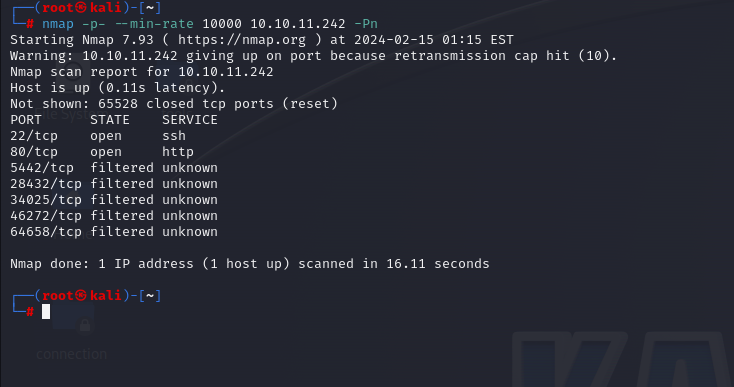 ┌──(root㉿kali)-[~]
└─# nmap -p- --min-rate 10000 10.10.11.242 -Pn
Starting Nmap 7.93 ( https://nmap.org ) at 2024-02-15 01:15 EST
Warning: 10.10.11.242 giving up on port because retransmission cap hit (10).
Nmap scan report for 10.10.11.242
Host is up (0.11s latency).
Not shown: 65528 closed tcp ports (reset)
PORT      STATE    SERVICE
22/tcp    open     ssh
80/tcp    open     http
5442/tcp  filtered unknown
28432/tcp filtered unknown
34025/tcp filtered unknown
46272/tcp filtered unknown
64658/tcp filtered unknown
Nmap done: 1 IP address (1 host up) scanned in 16.11 seconds
┌──(root㉿kali)-[~]
└─#
connection